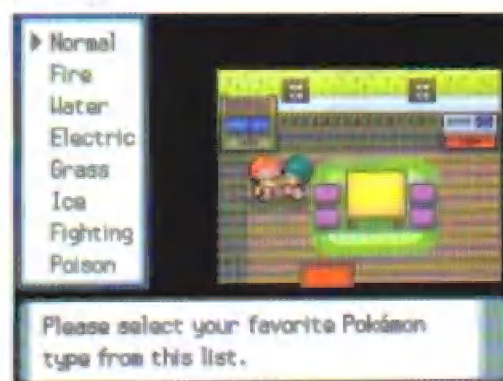 Normal
Fire
Water
Electric
Grass
Ice
Fighting
Poison
Please select your favorite Pokémon
type from this list.